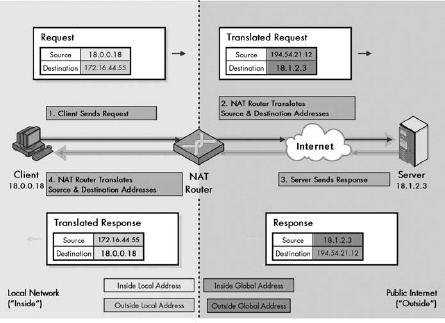 Request
Source 18.0.0.18
Destination 172.16.44.55
Translated Request
Source 194.54.21.12
Destination 18.1.2.3
1. Client Sends Request
2. NAT Router Translates
Source & Destination Addresses
Client
18.0.0.18
NAT
Router
Internet
Server
18.1.2.3
4. NAT Router Translates
Source & Destination Addresses
3. Server Sends Response
Translated Response
Source 172.16.44.55
Destination 18.0.0.18
Response
Source 18.1.2.3
Destination 194.54.21.12
Local Network
("Inside")
Inside Local Address
Inside Global Address
Outside Local Address
Outside Global Address
Public Internet
("Outside")